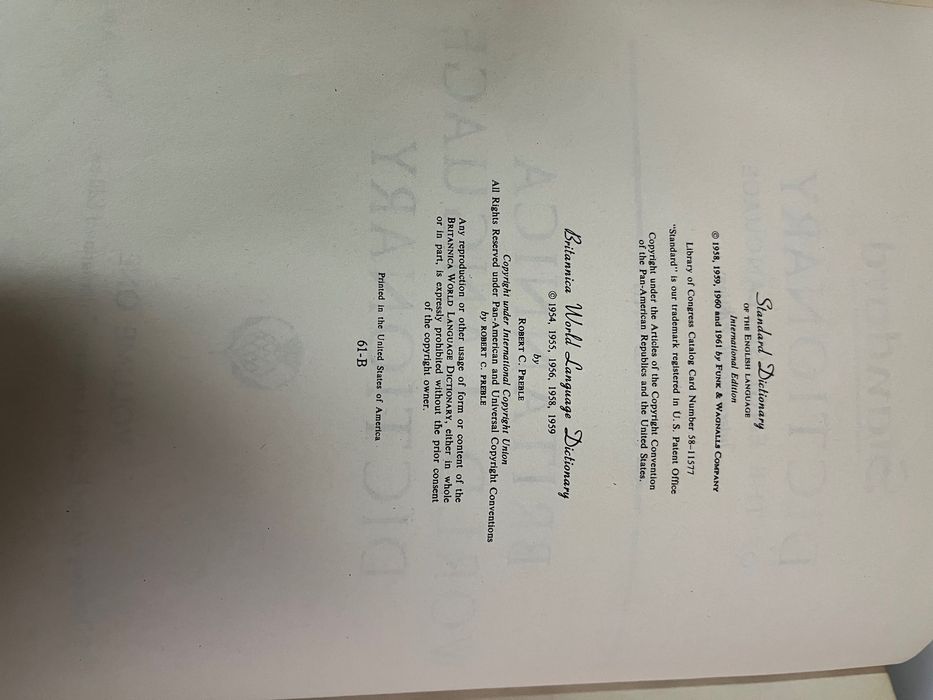 Standard Dictionary
OF THE ENGLISH LANGUAGE
International Edition
© 1958, 1959, 1960 and 1961 by FUNK & WAGNALLS COMPANY
Library of Congress Catalog Card Number 58-11577
"Standard" is our trademark registered in U. S. Patent Office
Copyright under the Articles of the Copyright Convention
of the Pan-American Republics and the United States.
Britannica World Language Dictionary
© 1954, 1955, 1956, 1958, 1959
by
ROBERT C. PREBLE
Copyright under International Copyright Union
All Rights Reserved under Pan-American and Universal Copyright Conventions
by ROBERT C. PREBLE
Any reproduction or other usage of form or content of the
BRITANNICA WORLD LANGUAGE DICTIONARY, either in whole
or in part, is expressly prohibited without the prior consent
of the copyright owner.
Printed in the United States of America
61-B